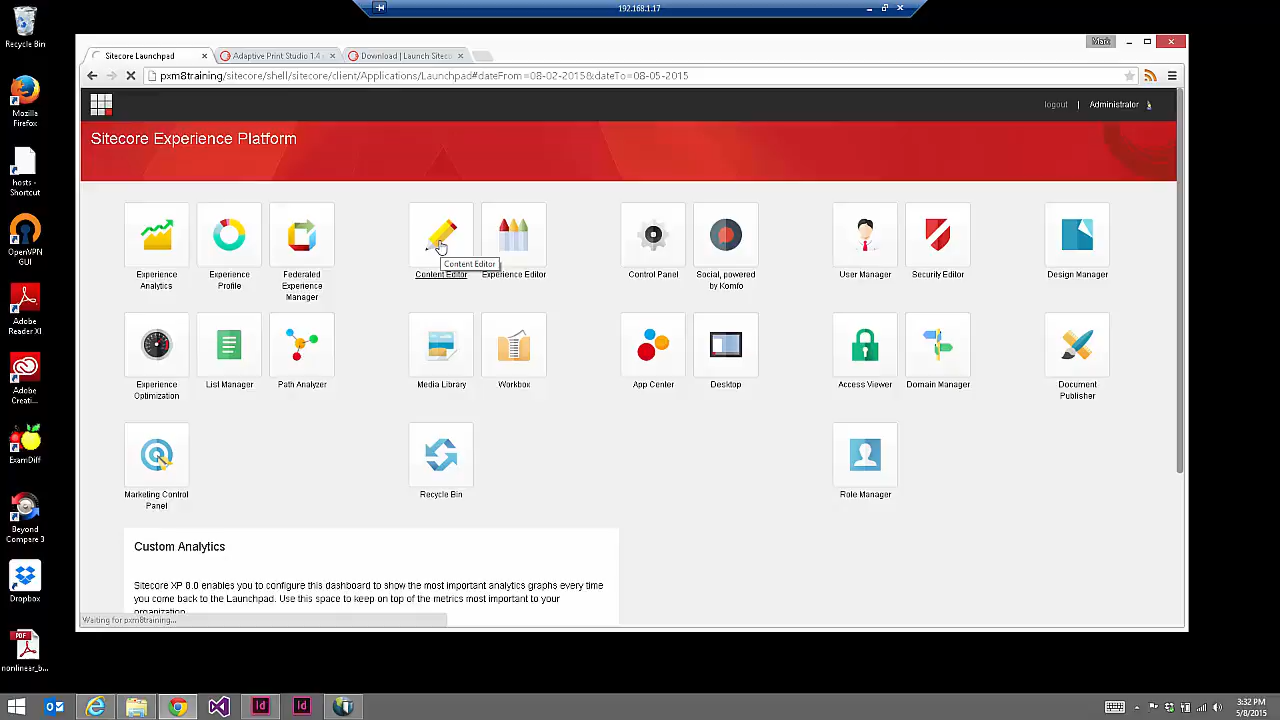 192.168.1.17
Recycle Bin
Mozilla
Firefox
hosts -
Shortcut
OpenVPN
GUI
Adobe
Reader XI
Adobe
Creati...
ExamDiff
Beyond
Compare 3
Dropbox
PDF
nonlinear_b...
Mark
Sitecore Launchpad
Adaptive Print Studio 1.4
Download | Launch Sitec
pxm8training/sitecore/shell/sitecore/client/Applications/Launchpad#dateFrom=08-02-2015&dateTo=08-05-2015
logout | Administrator
Sitecore Experience Platform
Experience
Analytics
Experience
Profile
Federated
Experience
Manager
Content Editor
Content Editor
Experience Editor
Control Panel
Social, powered
by Komfo
User Manager
Security Editor
Design Manager
Experience
Optimization
List Manager
Path Analyzer
Media Library
Workbox
App Center
Desktop
Access Viewer
Domain Manager
Document
Publisher
Marketing Control
Panel
Recycle Bin
Role Manager
Custom Analytics
Sitecore XP 8.0 enables you to configure this dashboard to show the most important analytics graphs every time
you come back to the Launchpad. Use this space to keep on top of the metrics most important to your
organization.
Waiting for pxm8training...
Id
Id
3:32 PM
5/8/2015